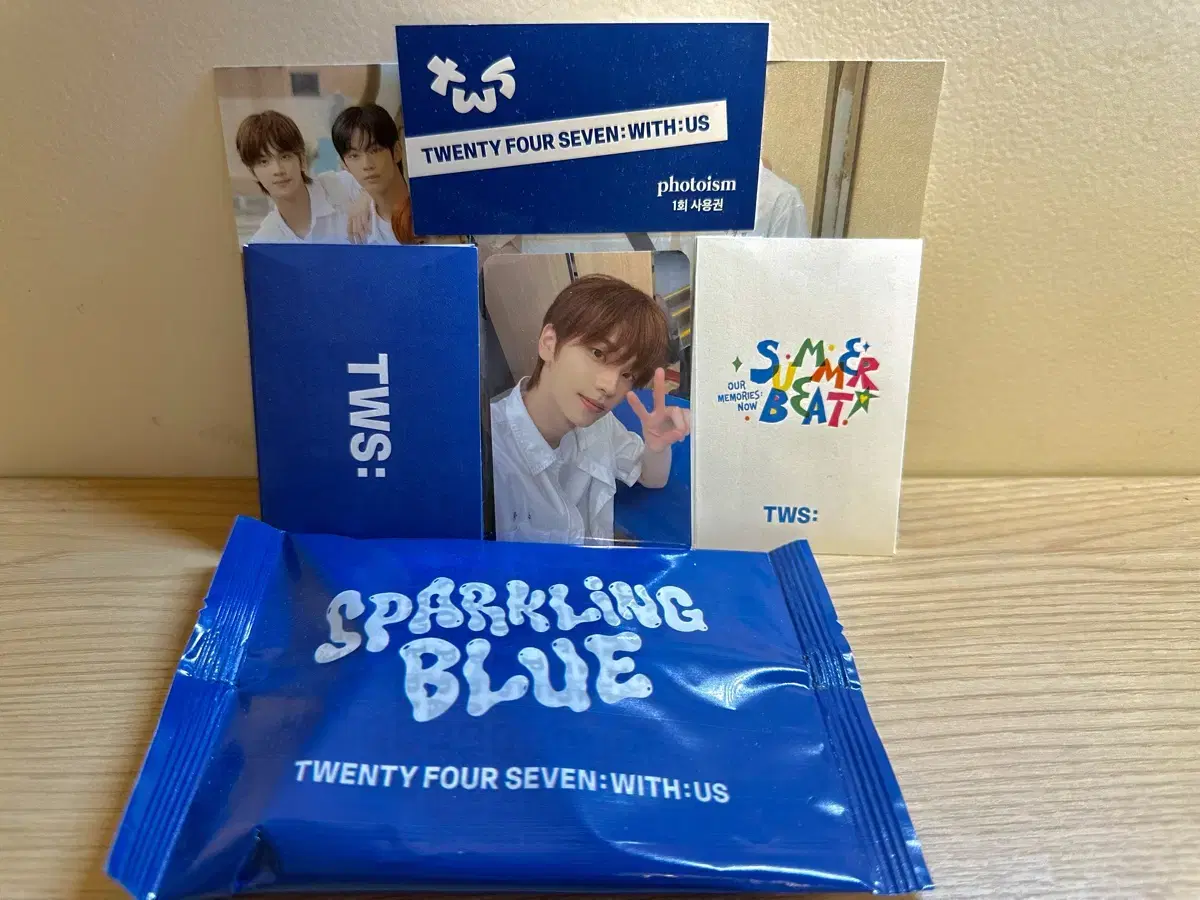 tws
TWENTY FOUR SEVEN:WITH:US
photoism
1회 사용권
TWS:
OUR
MEMORIES:
NOW
SUMMER
BEAT!
TWS:
SPARKLING
BLUE
TWENTY FOUR SEVEN:WITH:US